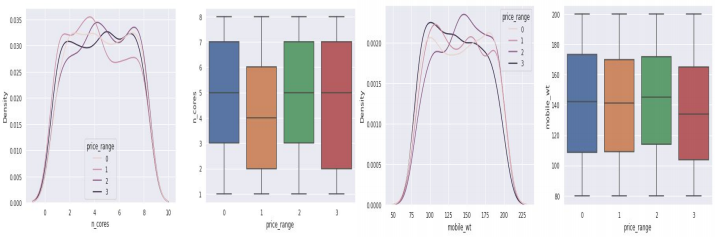 0.035
0.030
0.025
0.020
0.015
0.010
0.005
0.000
Density
0 2 4 6 8 10
n_cores
price_range
0
1
2
3
8
7
6
5
4
3
2
1
n_cores
0 1 2 3
price_range
0.0020
0.0015
0.0010
0.0005
0.0000
Density
50 75 100 125 150 175 200 225
mobile_wt
price_range
0
1
2
3
200
180
160
140
120
100
80
mobile_wt
0 1 2 3
price_range